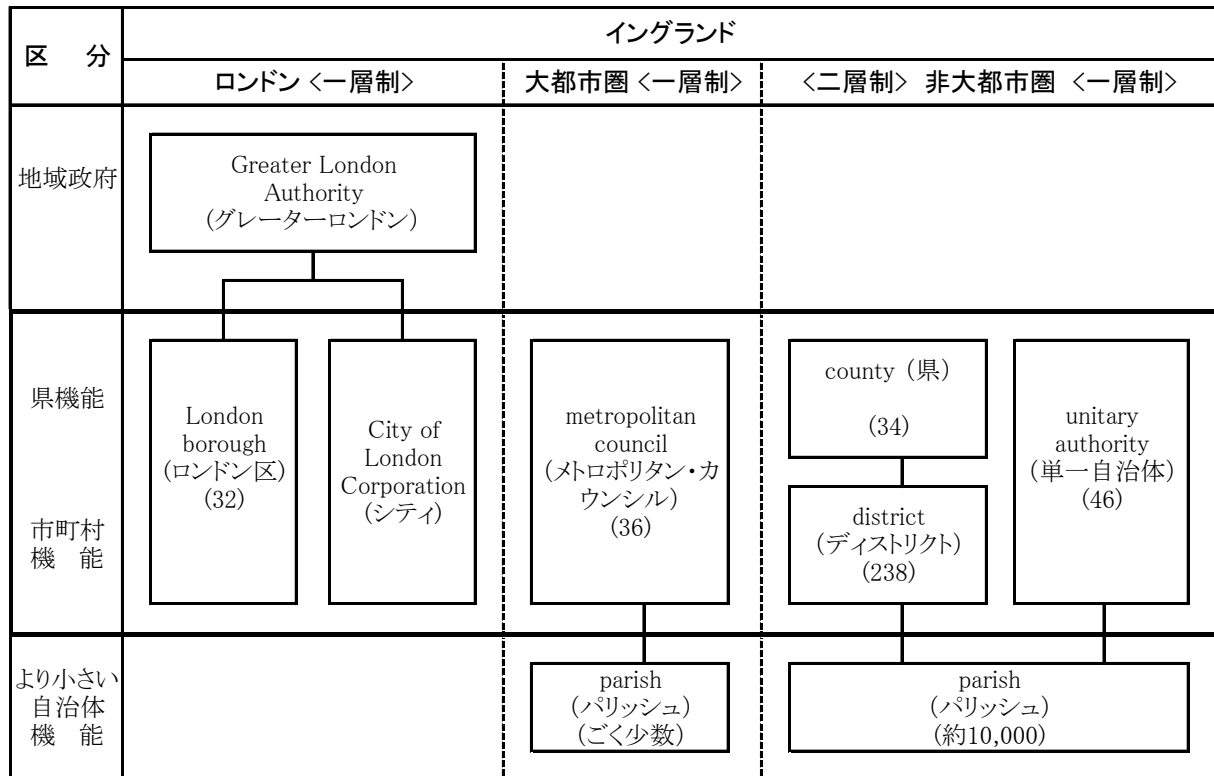 区 分
イングランド
ロンドン <一層制>
大都市圏 <一層制>
<二層制> 非大都市圏 <一層制>
地域政府
Greater London
Authority
(グレーターロンドン)
県機能
市町村
機 能
London
borough
(ロンドン区)
(32)
City of
London
Corporation
(シティ)
metropolitan
council
(メトロポリタン・カ
ウンシル)
(36)
county (県)
(34)
district
(ディストリクト)
(238)
unitary
authority
(単一自治体)
(46)
より小さい
自治体
機 能
parish
(パリッシュ)
(ごく少数)
parish
(パリッシュ)
(約10,000)